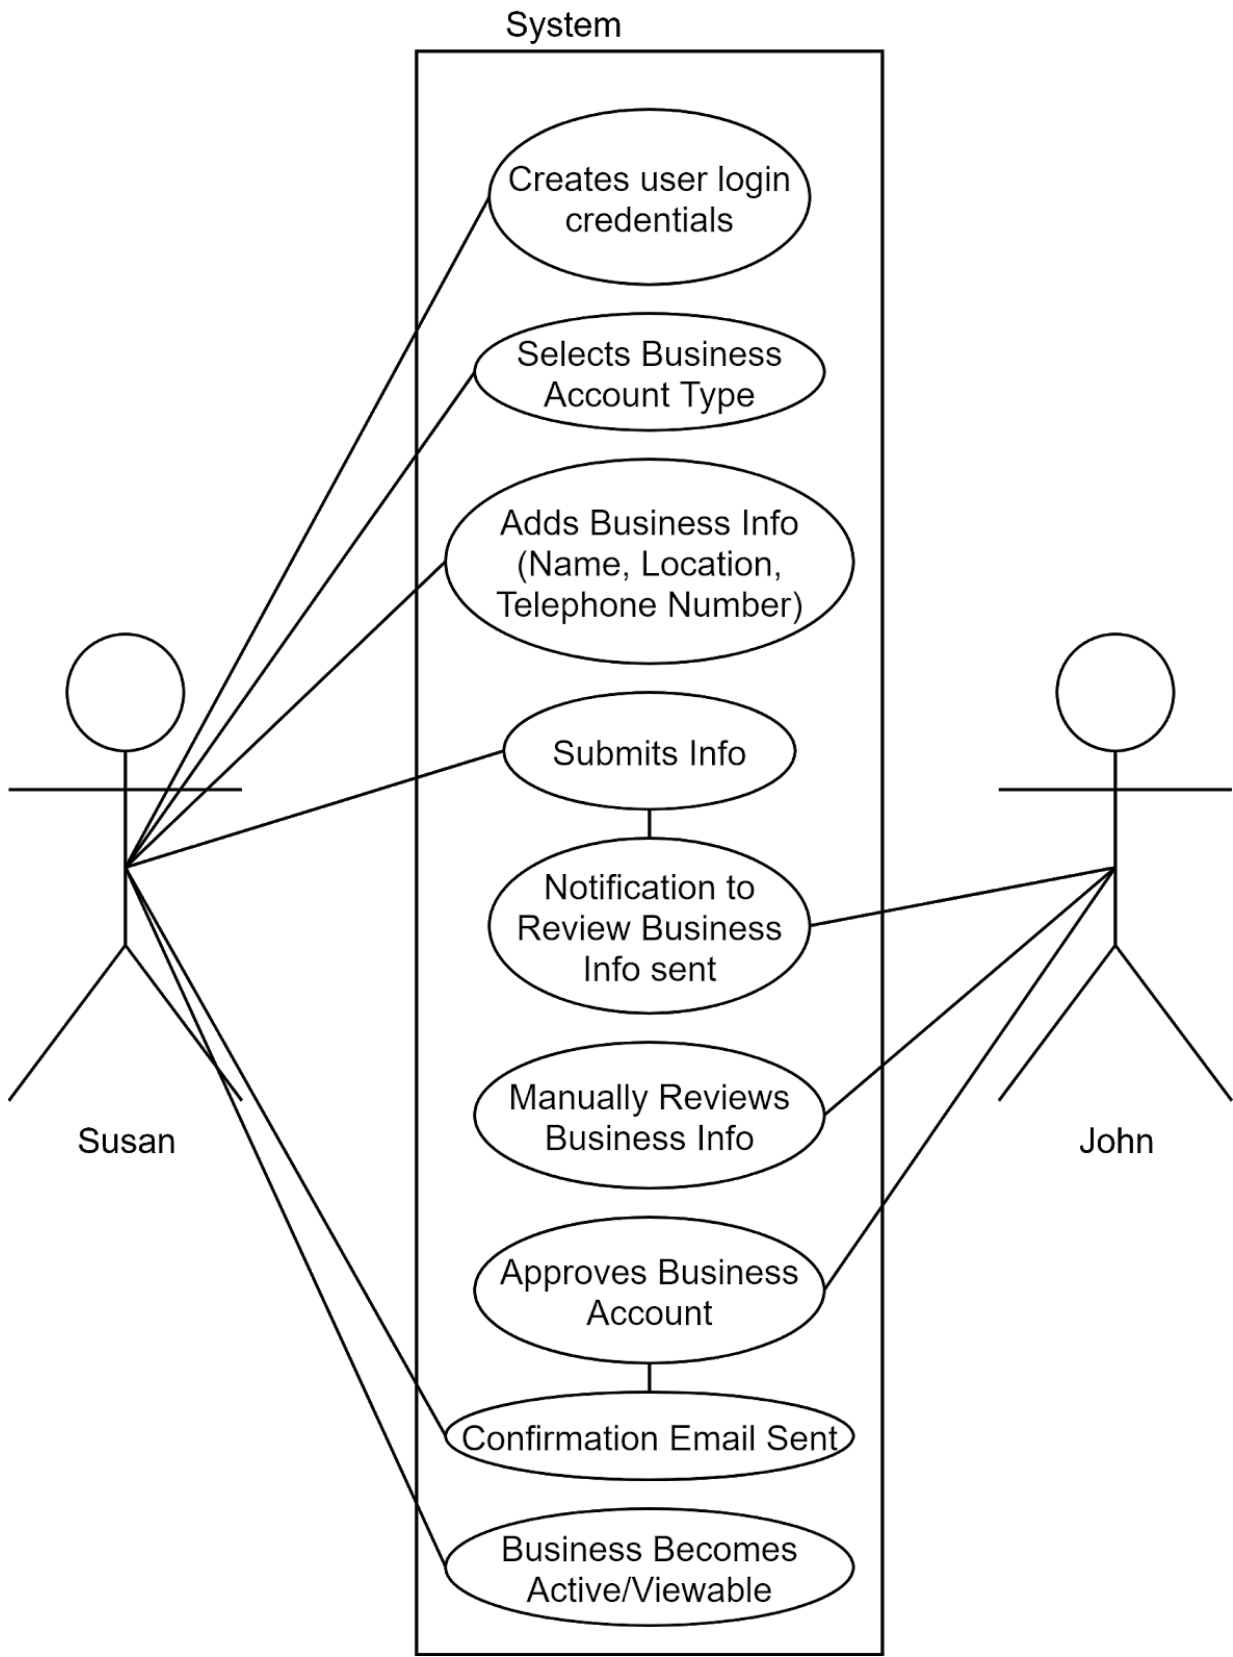 System
Creates user login
credentials
Selects Business
Account Type
Adds Business Info
(Name, Location,
Telephone Number)
Submits Info
Notification to
Review Business
Info sent
Manually Reviews
Business Info
Susan
John
Approves Business
Account
Confirmation Email Sent
Business Becomes
Active/Viewable